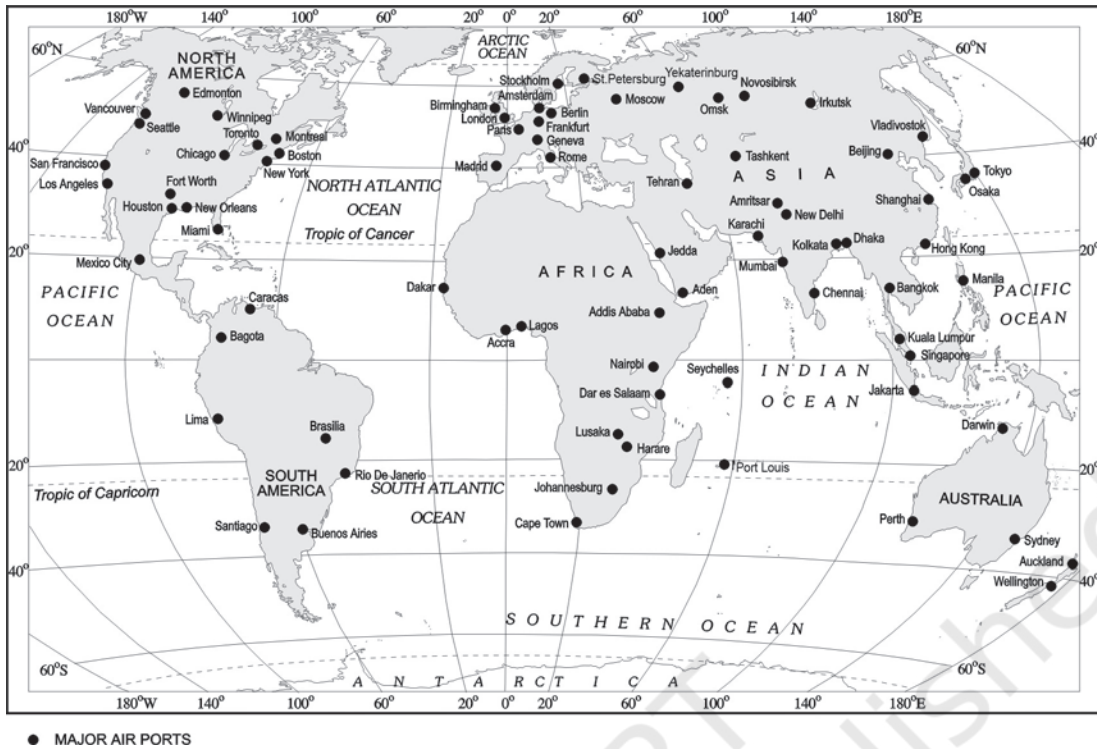 180°W 140° 100° 60° 20° 0° 20° 60° 100° 140° 180°E
60°N
ARCTIC
OCEAN
60°N
NORTH
AMERICA
Edmonton
Stockholm
St.Petersburg
Yekaterinburg
Novosibirsk
Vancouver
Seattle
Winnipeg
Birmingham
Amsterdam
Berlin
Moscow
Omsk
Irkutsk
London
Paris
Frankfurt
Geneva
Toronto
Montreal
Vladivostok
40°
Chicago
Boston
New York
Madrid
Rome
Tashkent
Beijing
40°
San Francisco
Los Angeles
Fort Worth
NORTH ATLANTIC
OCEAN
Tehran
ASIA
Tokyo
Osaka
Houston
New Orleans
Miami
Tropic of Cancer
Amritsar
New Delhi
Karachi
Shanghai
20°
Mexico City
Jedda
Mumbai
Kolkata
Dhaka
Hong Kong
20°
PACIFIC
OCEAN
Caracas
Bagota
Dakar
AFRICA
Aden
Addis Ababa
Chennai
Bangkok
Manila
PACIFIC
OCEAN
Accra
Lagos
Kuala Lumpur
Singapore
Nairobi
Seychelles
INDIAN
OCEAN
Dar es Salaam
Jakarta
Lima
Brasilia
Lusaka
Harare
Darwin
20°
Rio De Janerio
Port Louis
20°
Tropic of Capricorn
SOUTH
AMERICA
SOUTH ATLANTIC
OCEAN
Johannesburg
AUSTRALIA
Santiago
Buenos Airies
Cape Town
Perth
Sydney
Auckland
40°
Wellington
40°
SOUTHERN OCEAN
60°S
ANTARCTICA
60°S
180°W 140° 100° 60° 20° 0° 20° 60° 100° 140° 180°E
MAJOR AIR PORTS